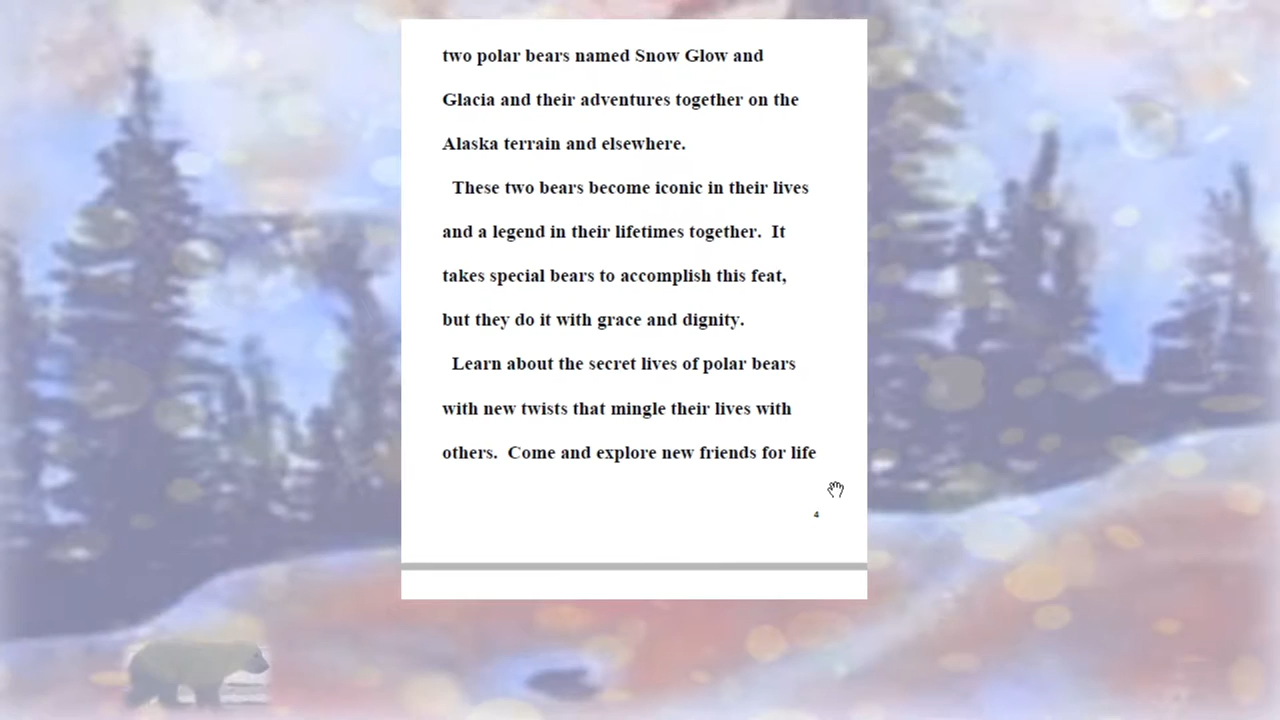 two polar bears named Snow Glow and
Glacia and their adventures together on the
Alaska terrain and elsewhere.
These two bears become iconic in their lives
and a legend in their lifetimes together.  It
takes special bears to accomplish this feat,
but they do it with grace and dignity.
Learn about the secret lives of polar bears
with new twists that mingle their lives with
others.  Come and explore new friends for life
4